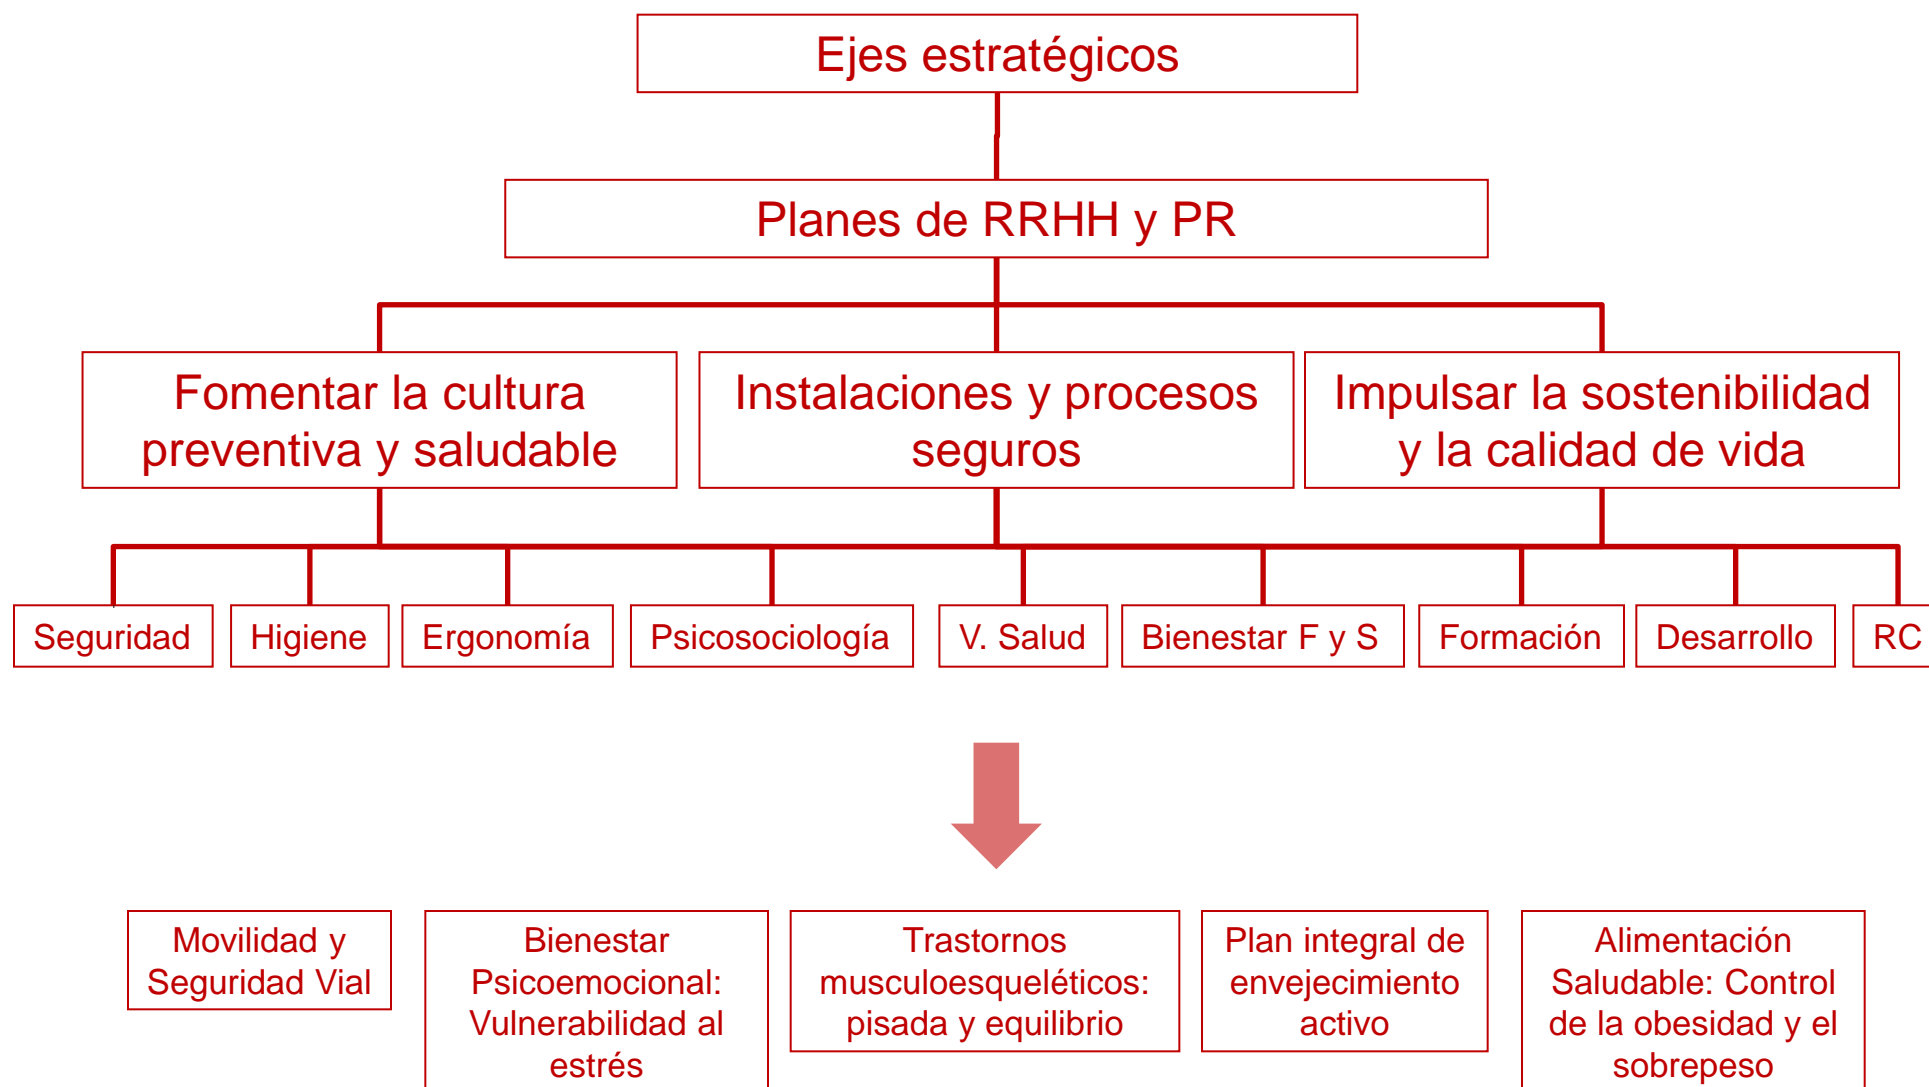 Ejes estratégicos
Planes de RRHH y PR
Fomentar la cultura
preventiva y saludable
Instalaciones y procesos
seguros
Impulsar la sostenibilidad
y la calidad de vida
Seguridad
Higiene
Ergonomía
Psicosociología
V. Salud
Bienestar F y S
Formación
Desarrollo
RC
Movilidad y
Seguridad Vial
Bienestar
Psicoemocional:
Vulnerabilidad al
estrés
Trastornos
musculoesqueléticos:
pisada y equilibrio
Plan integral de
envejecimiento
activo
Alimentación
Saludable: Control
de la obesidad y el
sobrepeso